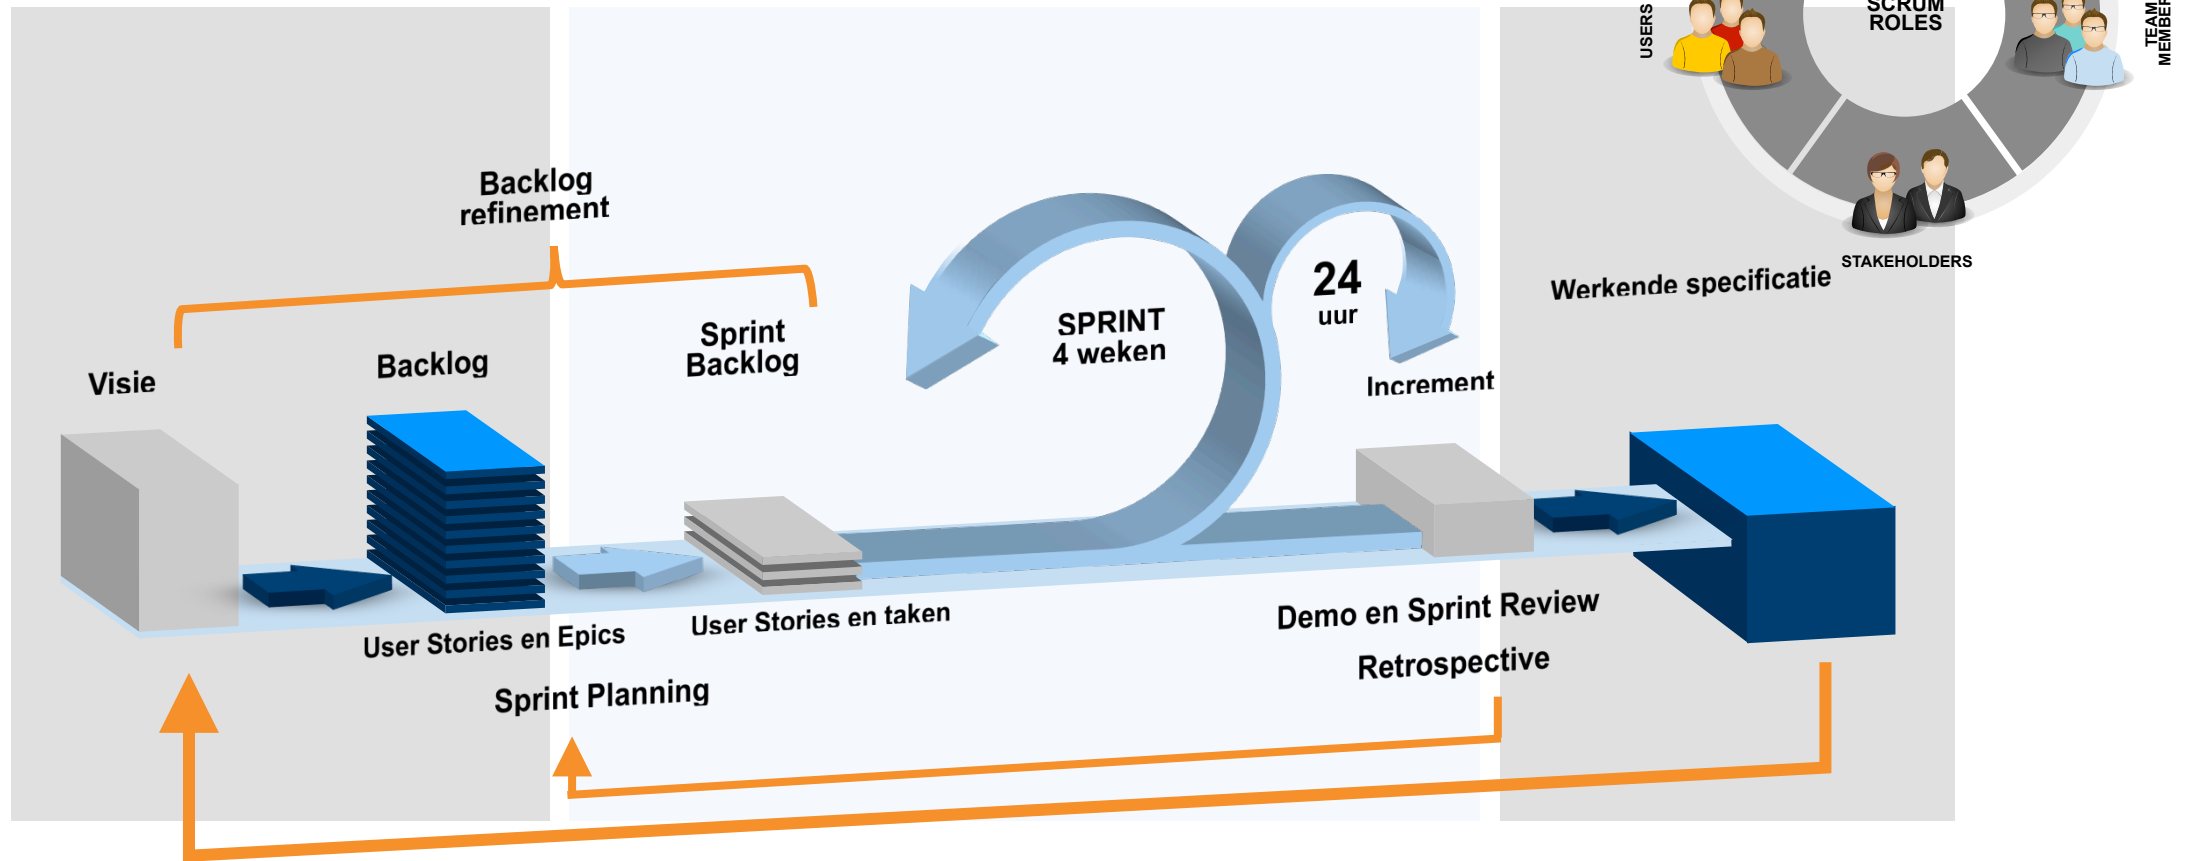 SCRUM
ROLES
USERS
TEAM
MEMBER
STAKEHOLDERS
Backlog
refinement
Visie
Backlog
Sprint
Backlog
SPRINT
4 weken
24
uur
Increment
Werkende specificatie
User Stories en Epics
User Stories en taken
Sprint Planning
Demo en Sprint Review
Retrospective